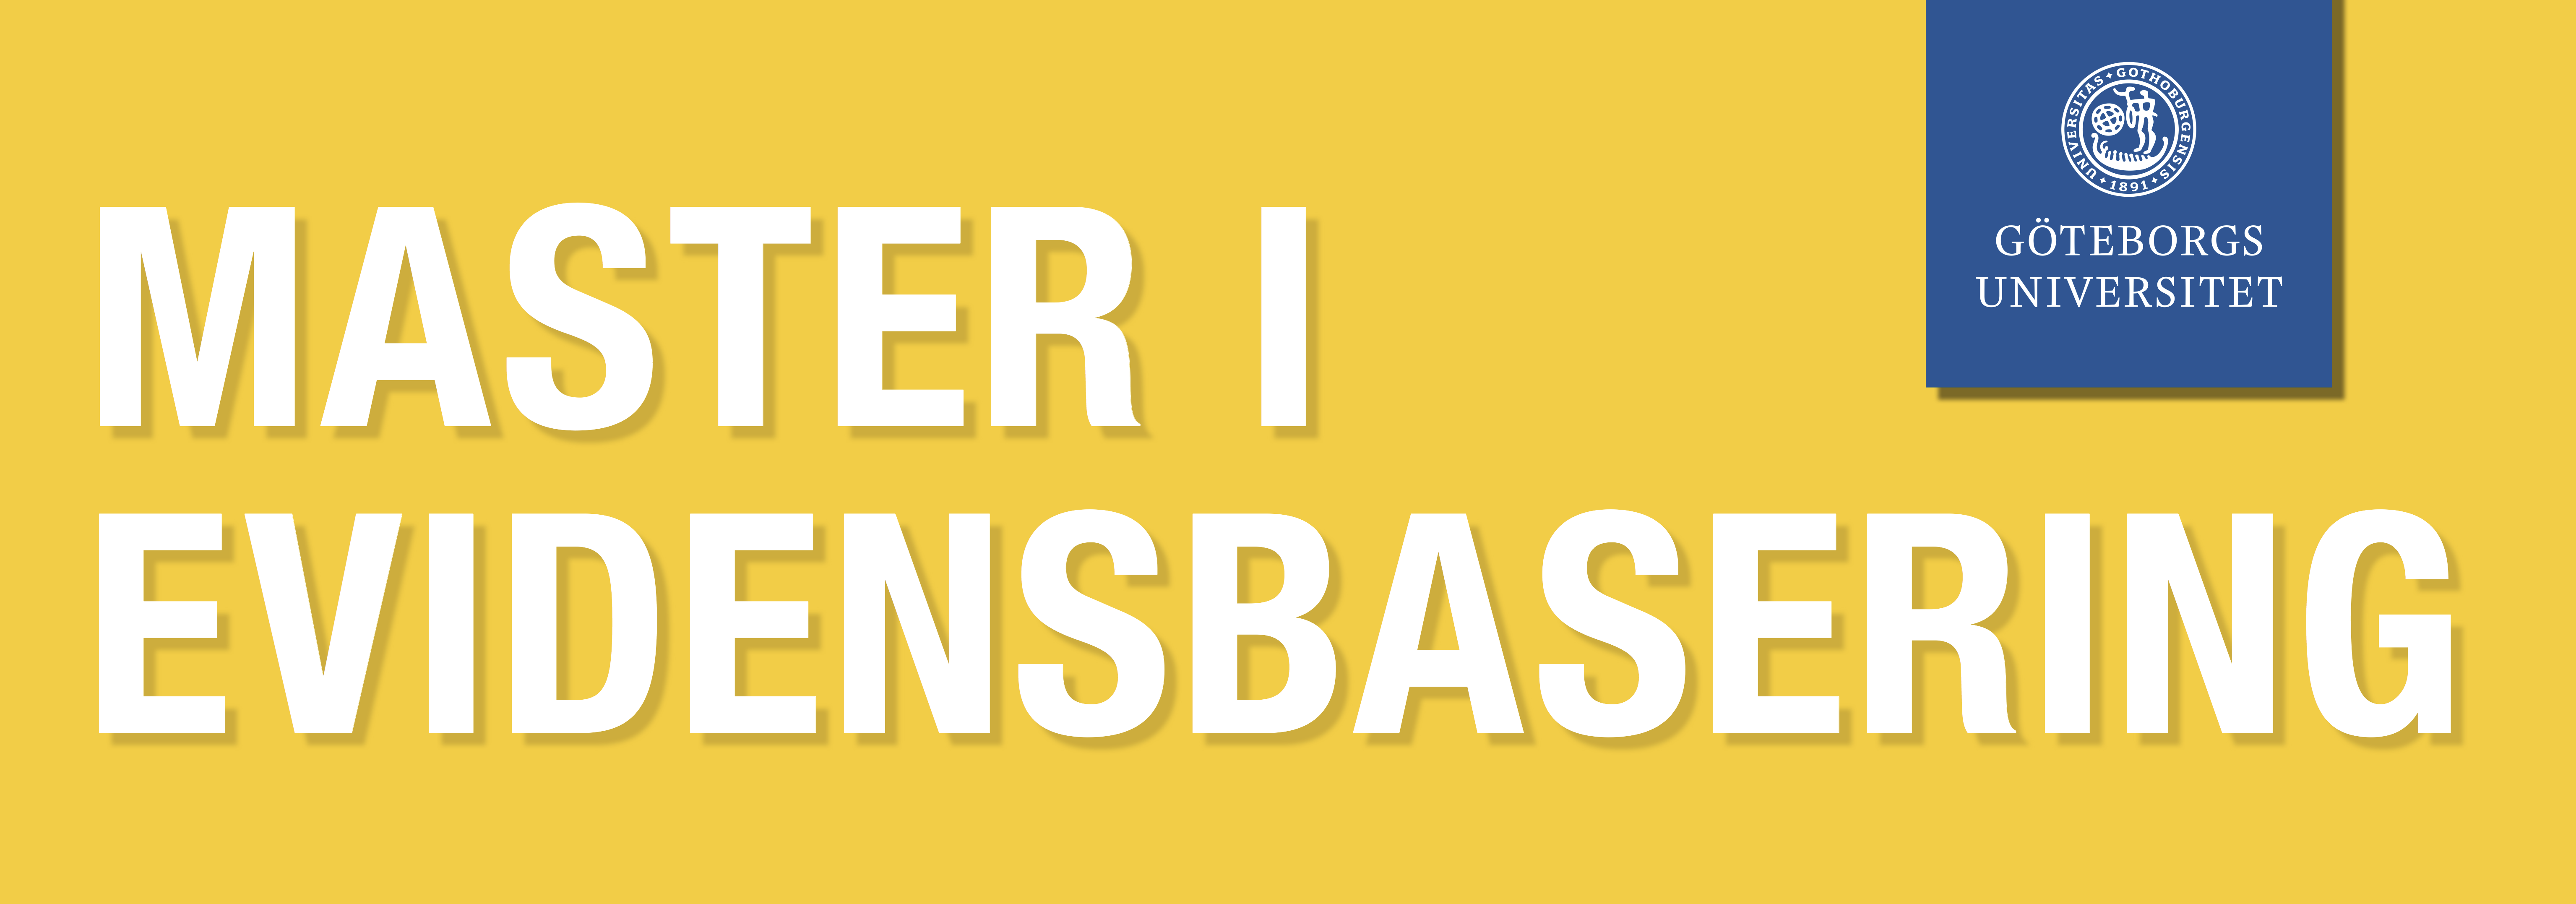 MASTER I
EVIDENSBASERING
UNIVERSITAS + GOTHOBURGENSIS + 1891 +
GÖTEBORGS
UNIVERSITET